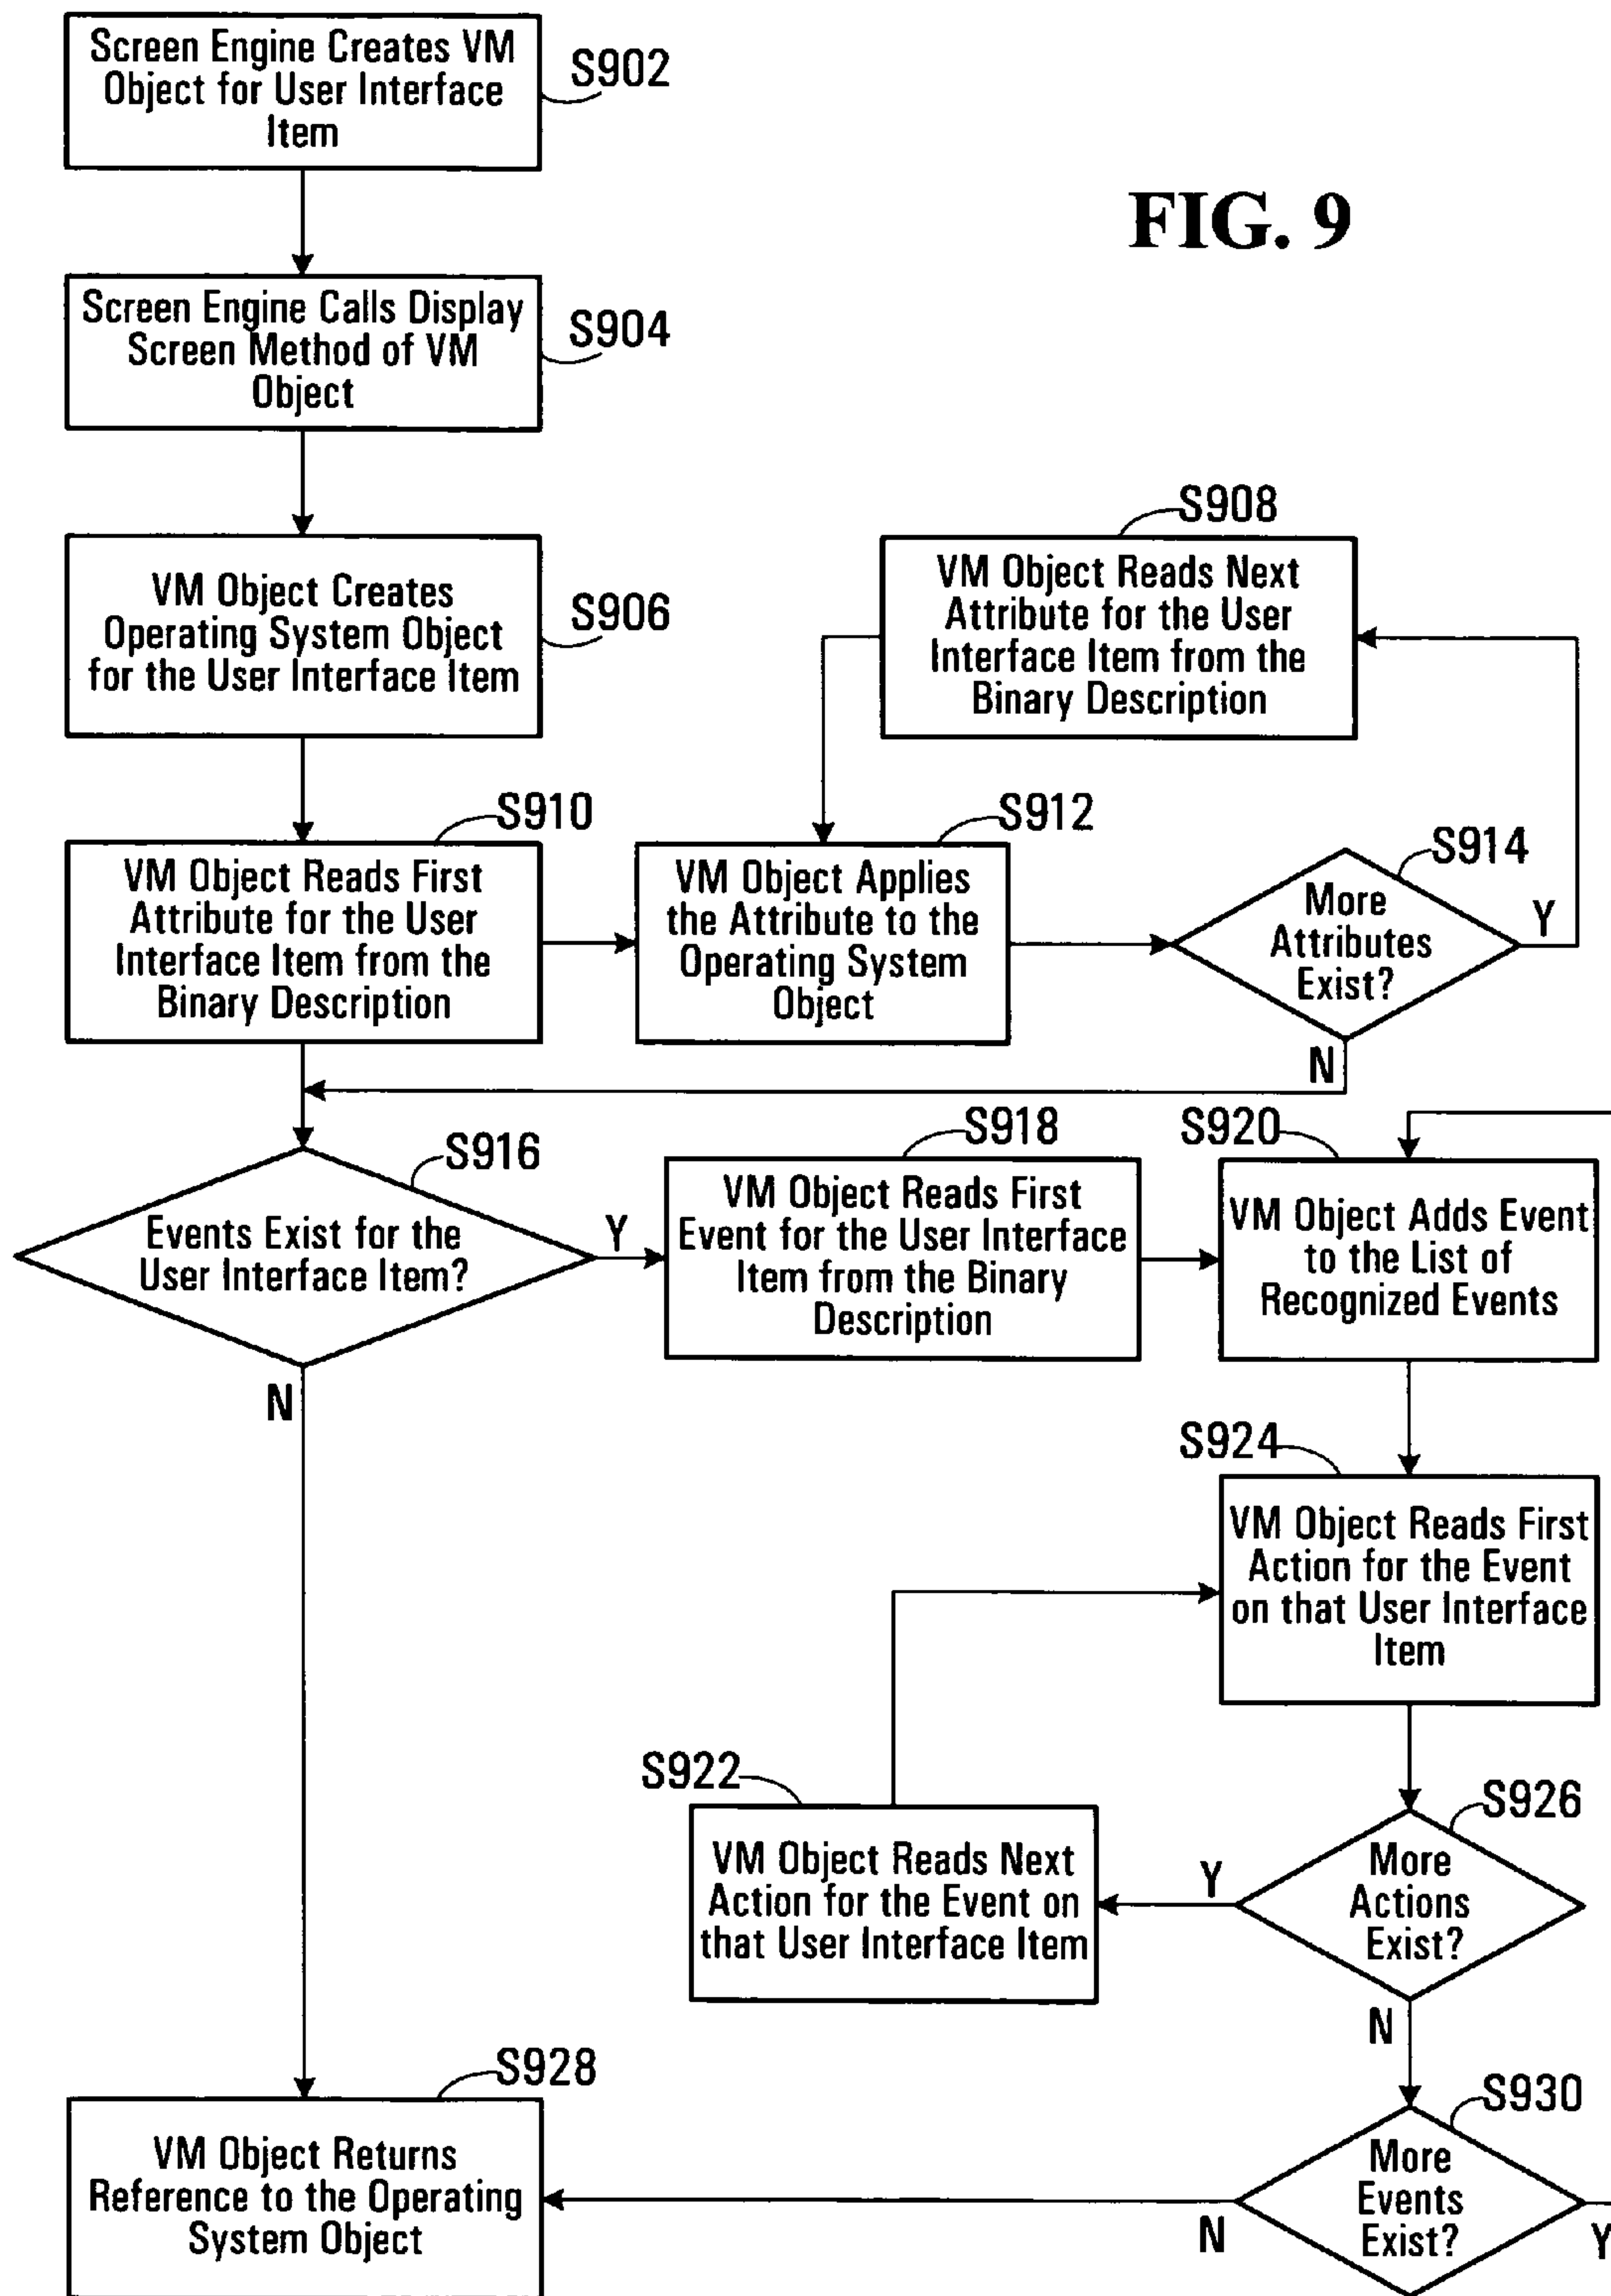 Screen Engine Creates VM
Object for User Interface
Item
S902
FIG. 9
Screen Engine Calls Display
Screen Method of VM
Object
S904
VM Object Creates
Operating System Object
for the User Interface Item
S906
S908
VM Object Reads Next
Attribute for the User
Interface Item from the
Binary Description
S910
VM Object Reads First
Attribute for the User
Interface Item from the
Binary Description
S912
VM Object Applies
the Attribute to the
Operating System
Object
S914
More
Attributes
Exist?
Y
N
S916
Events Exist for the
User Interface Item?
Y
N
S918
VM Object Reads First
Event for the User Interface
Item from the Binary
Description
S920
VM Object Adds Event
to the List of
Recognized Events
S924
VM Object Reads First
Action for the Event
on that User Interface
Item
S922
VM Object Reads Next
Action for the Event on
that User Interface Item
S926
More
Actions
Exist?
Y
N
S928
VM Object Returns
Reference to the Operating
System Object
S930
More
Events
Exist?
N
Y